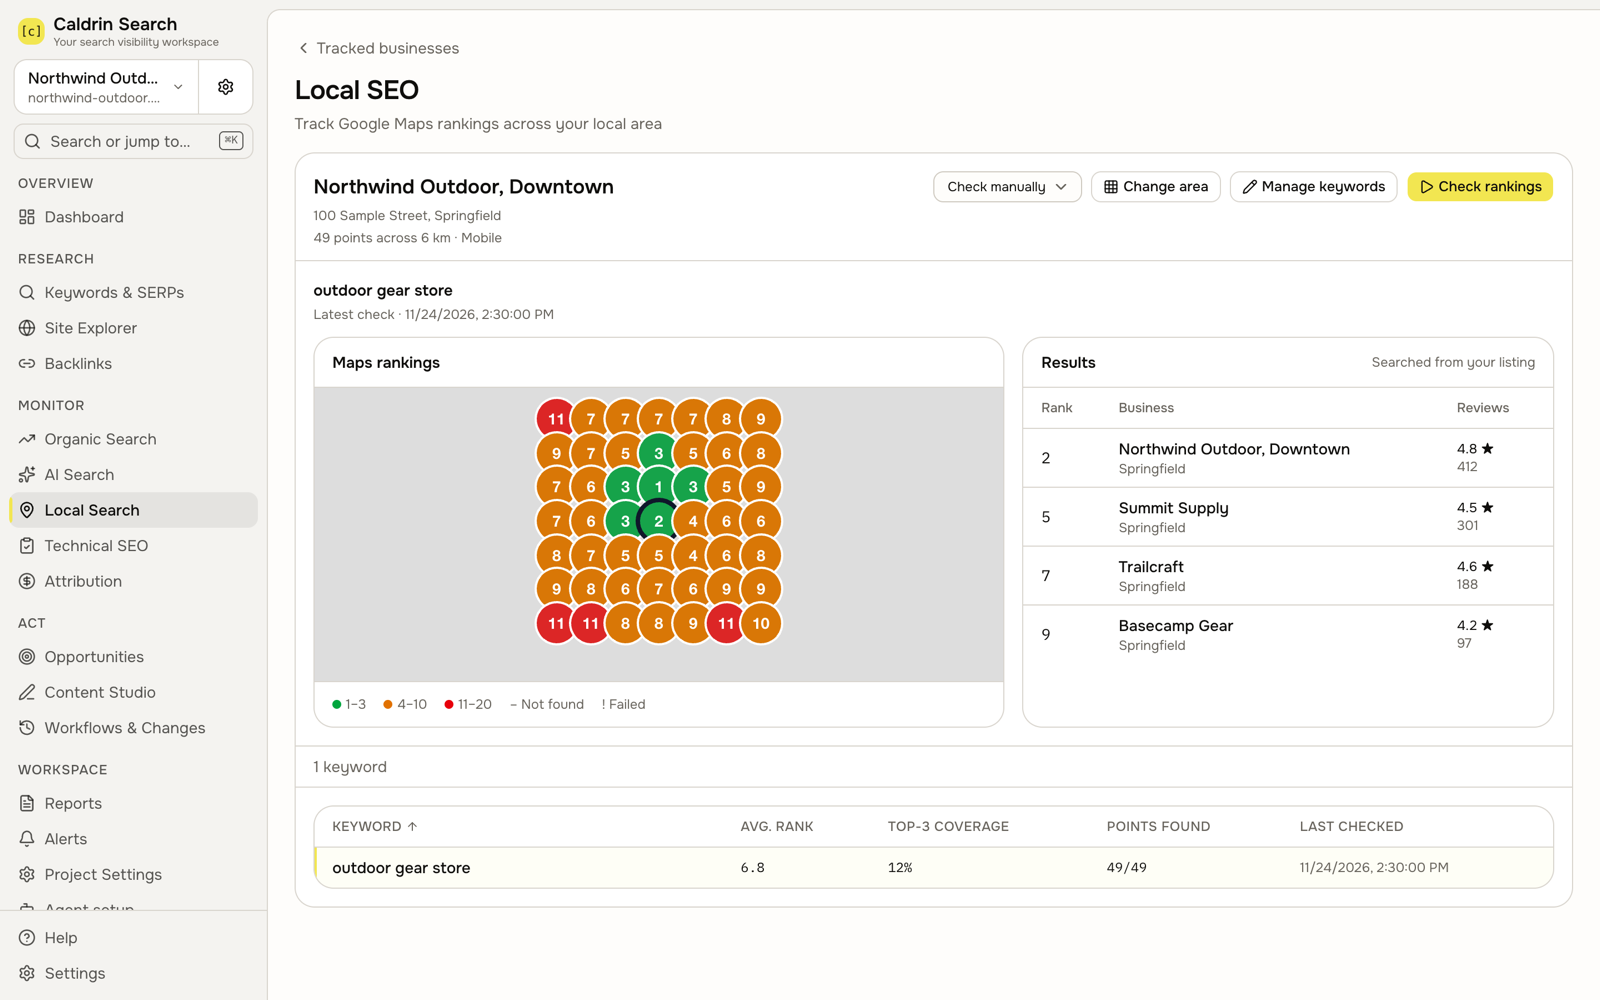 [c]
Caldrin Search
Your search visibility workspace
Northwind Outd...
northwind-outdoor....
Search or jump to...
⌘K
OVERVIEW
Dashboard
RESEARCH
Keywords & SERPs
Site Explorer
Backlinks
MONITOR
Organic Search
AI Search
Local Search
Technical SEO
Attribution
ACT
Opportunities
Content Studio
Workflows & Changes
WORKSPACE
Reports
Alerts
Project Settings
Agent setup
Help
Settings
Tracked businesses
Local SEO
Track Google Maps rankings across your local area
Northwind Outdoor, Downtown
Check manually
Change area
Manage keywords
Check rankings
100 Sample Street, Springfield
49 points across 6 km · Mobile
outdoor gear store
Latest check · 11/24/2026, 2:30:00 PM
Maps rankings
11 7 7 7 7 8 9
9 7 5 3 5 6 8
7 6 3 1 3 5 9
7 6 3 2 4 6 6
8 7 5 5 4 6 8
9 8 6 7 6 9 9
11 11 8 8 9 11 10
1–3 4–10 11–20 – Not found ! Failed
Results
Searched from your listing
Rank Business Reviews
2 Northwind Outdoor, Downtown 4.8 ★
Springfield 412
5 Summit Supply 4.5 ★
Springfield 301
7 Trailcraft 4.6 ★
Springfield 188
9 Basecamp Gear 4.2 ★
Springfield 97
1 keyword
KEYWORD ↑ AVG. RANK TOP-3 COVERAGE POINTS FOUND LAST CHECKED
outdoor gear store 6.8 12% 49/49 11/24/2026, 2:30:00 PM